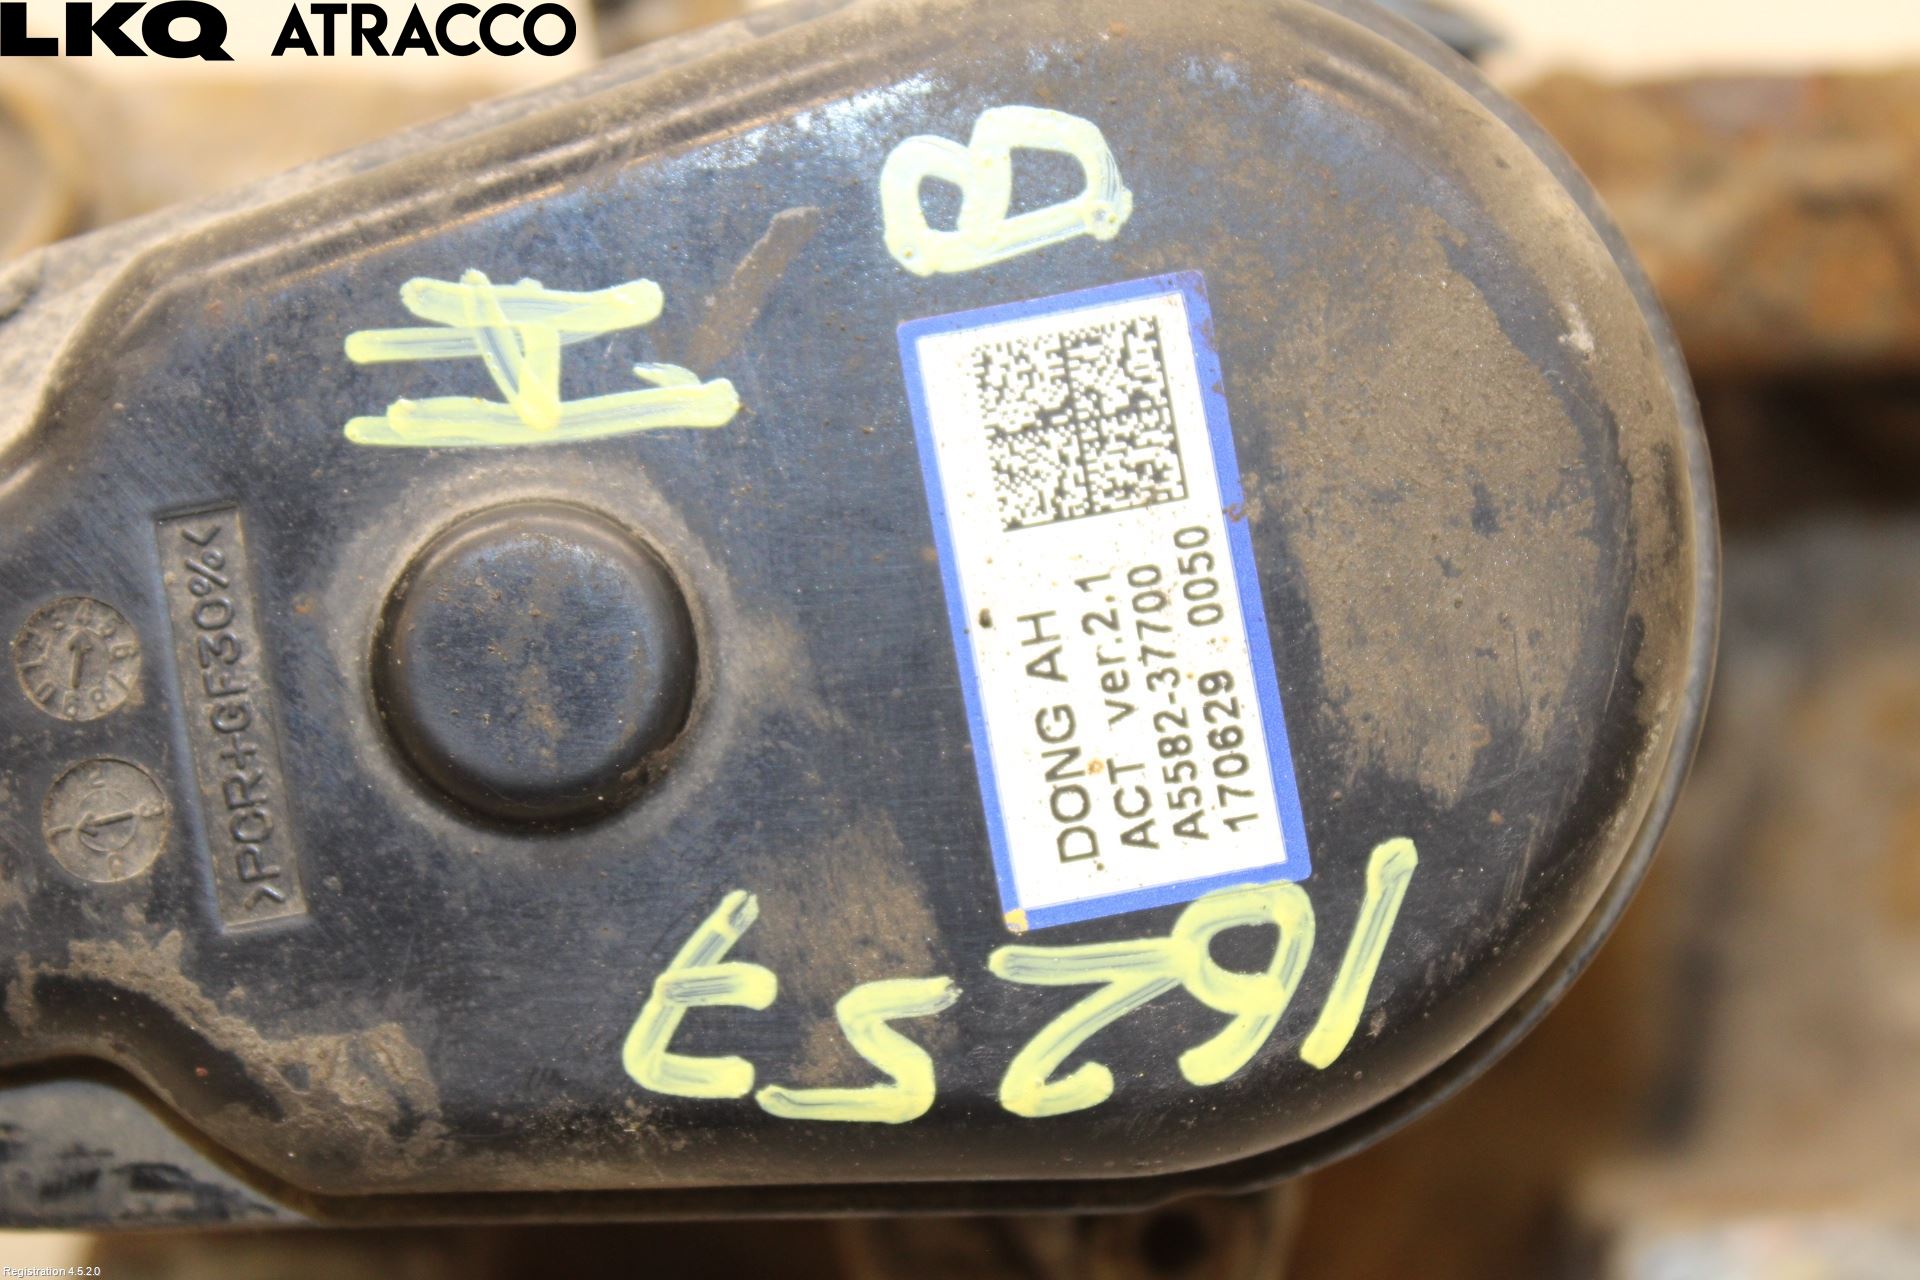 LKQ ATRACCO
B
DONG AH
ACT ver.2.1
A5582-37700
170629 0050
>PCR+GF30%<
16257
Registration 4.5.2.0